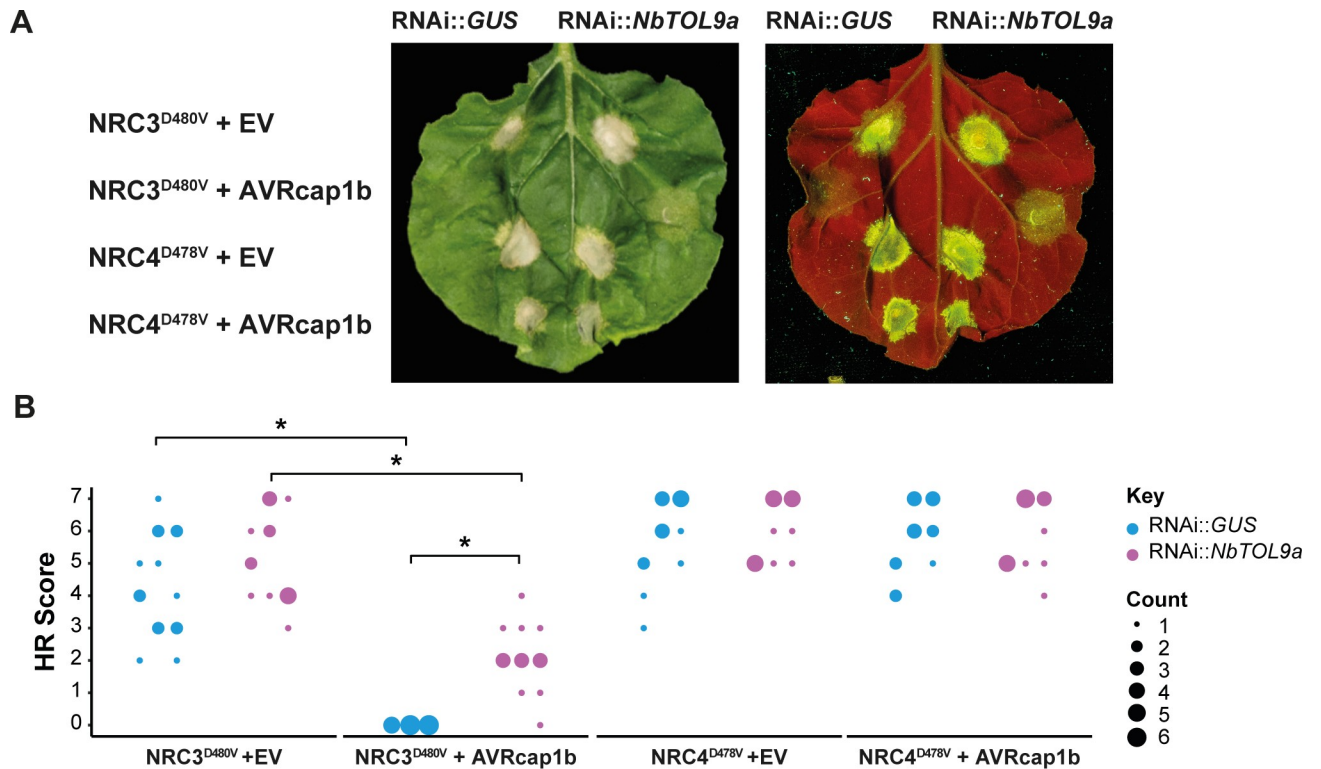 A
RNAi::GUS RNAi::NbTOL9a RNAi::GUS RNAi::NbTOL9a
NRC3D480V + EV
NRC3D480V + AVRcap1b
NRC4D478V + EV
NRC4D478V + AVRcap1b
B
*
*
*
HR Score
7
6
5
4
3
2
1
0
NRC3D480V +EV NRC3D480V + AVRcap1b NRC4D478V +EV NRC4D478V + AVRcap1b
Key
RNAi::GUS
RNAi::NbTOL9a
Count
1
2
3
4
5
6